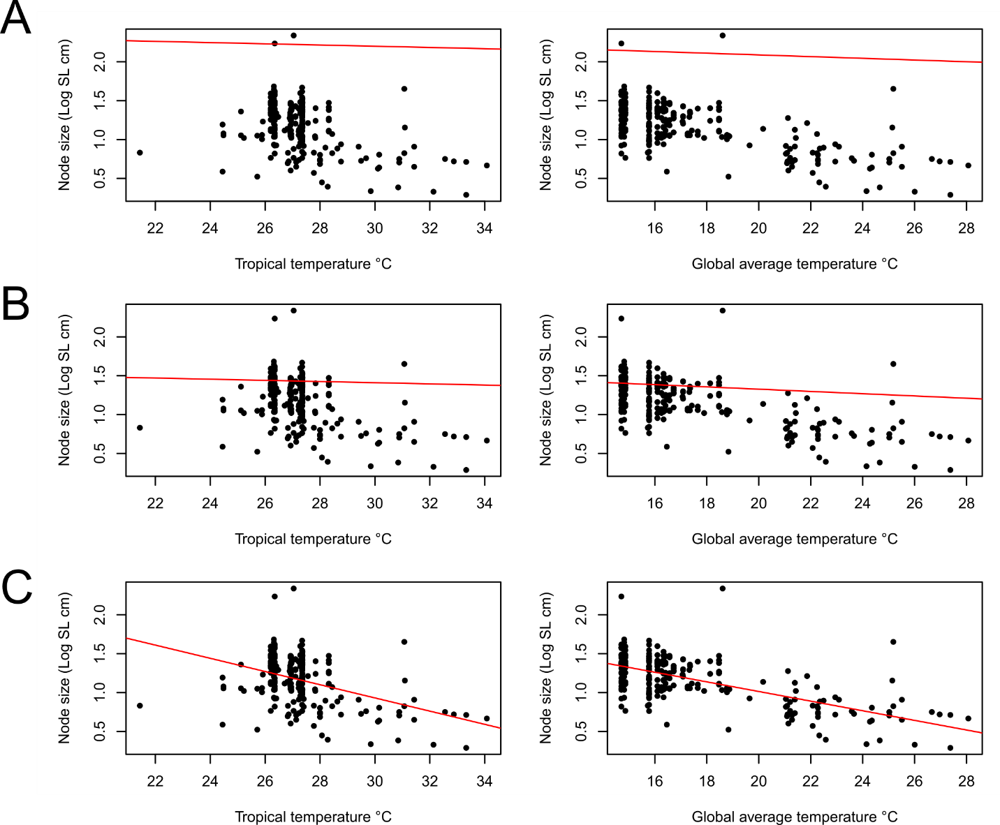 A
Node size (Log SL cm)
2.0
1.5
1.0
0.5
22 24 26 28 30 32 34
Tropical temperature °C
Node size (Log SL cm)
2.0
1.5
1.0
0.5
16 18 20 22 24 26 28
Global average temperature °C
B
Node size (Log SL cm)
2.0
1.5
1.0
0.5
22 24 26 28 30 32 34
Tropical temperature °C
Node size (Log SL cm)
2.0
1.5
1.0
0.5
16 18 20 22 24 26 28
Global average temperature °C
C
Node size (Log SL cm)
2.0
1.5
1.0
0.5
22 24 26 28 30 32 34
Tropical temperature °C
Node size (Log SL cm)
2.0
1.5
1.0
0.5
16 18 20 22 24 26 28
Global average temperature °C